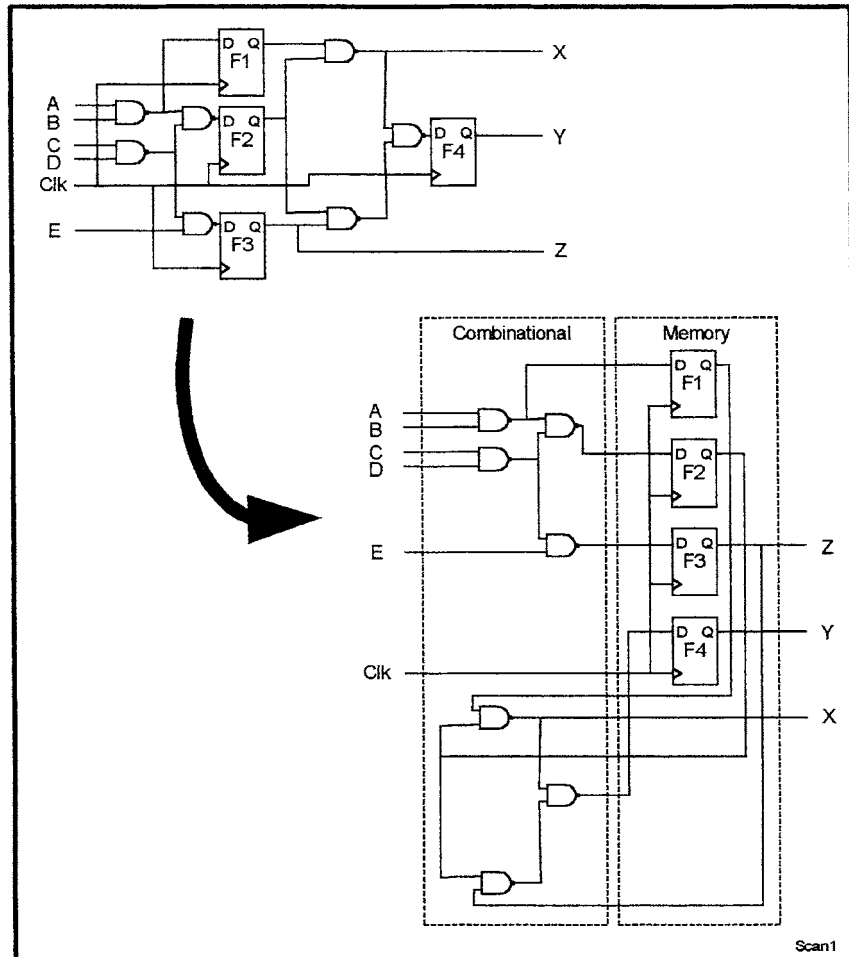 D Q
F1
X
A
B
D Q
F2
D Q
F4
Y
C
D
Clk
E
D Q
F3
Z
Combinational
Memory
D Q
F1
A
B
C
D
D Q
F2
E
D Q
F3
Z
D Q
F4
Y
Clk
X
Scan1